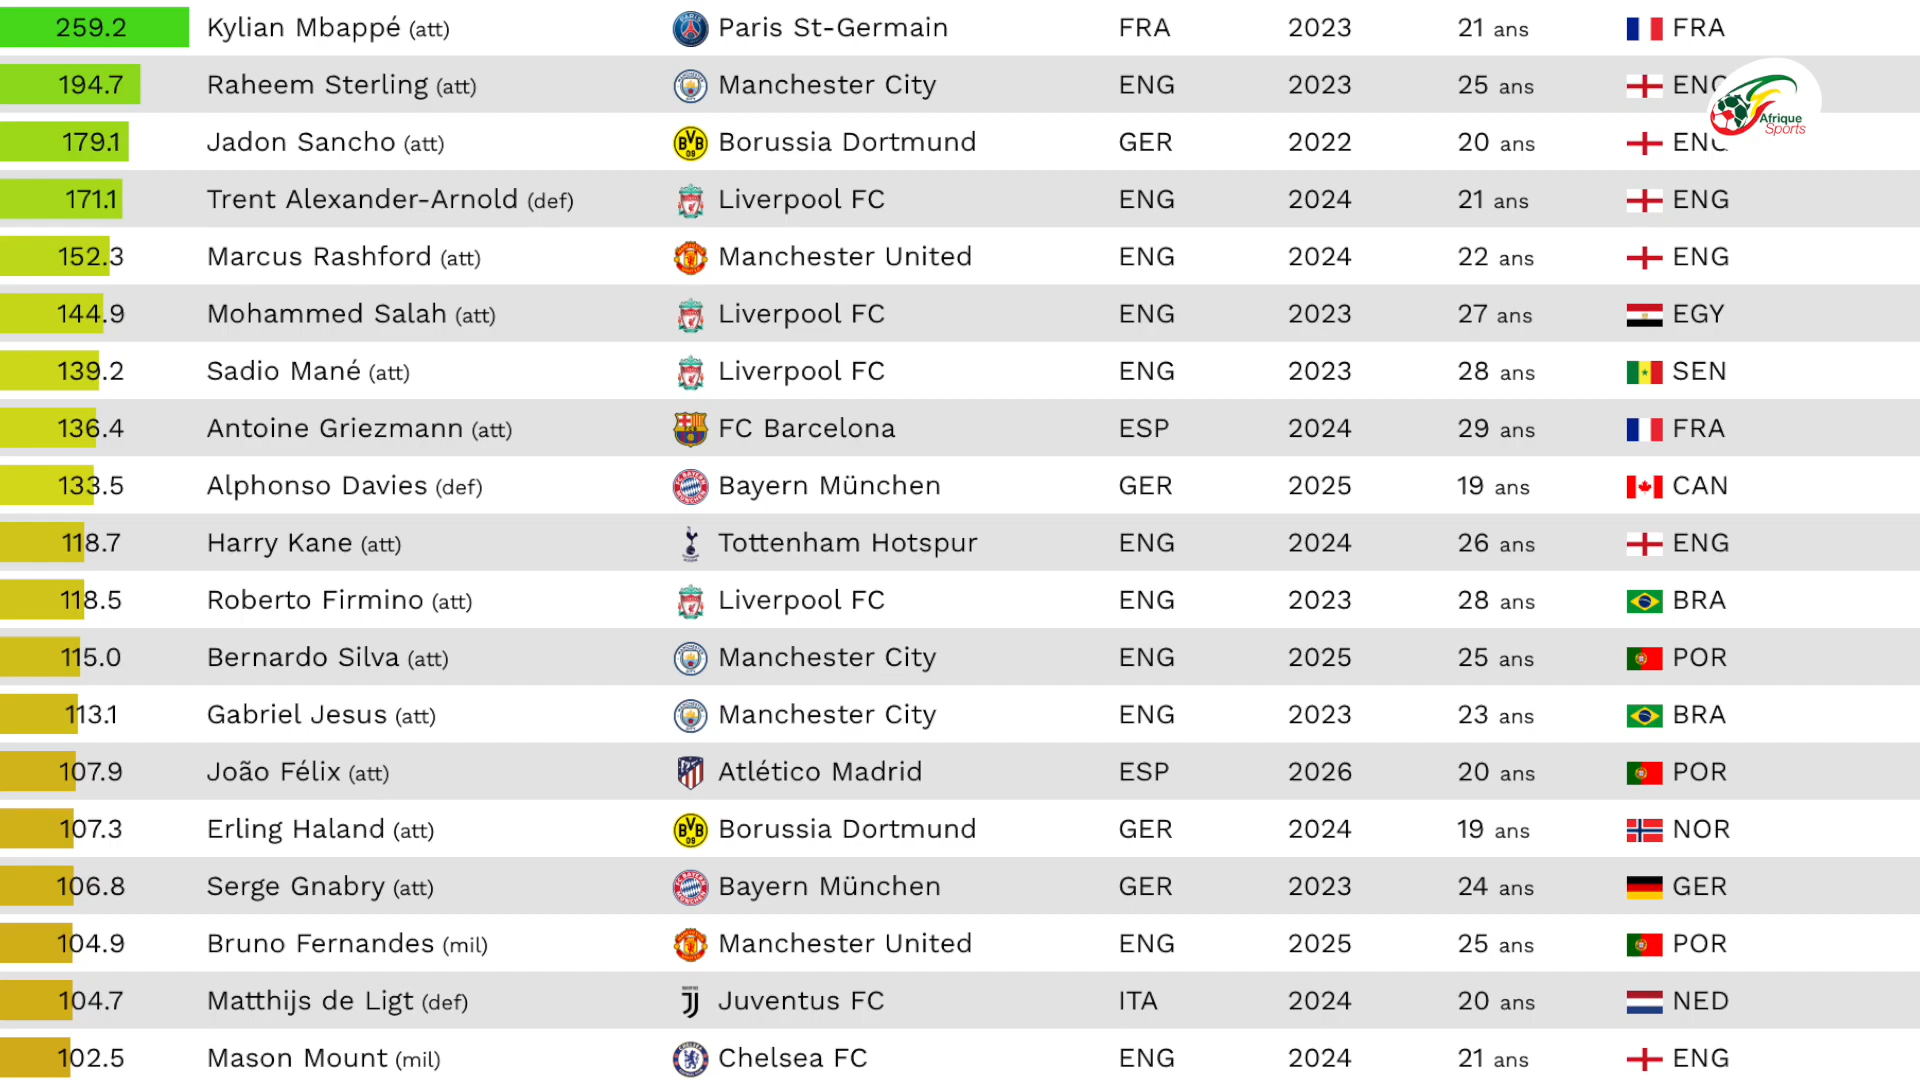 259.2 Kylian Mbappé (att) Paris St-Germain FRA 2023 21 ans FRA
194.7 Raheem Sterling (att) Manchester City ENG 2023 25 ans ENG
Afrique
Sports
179.1 Jadon Sancho (att) Borussia Dortmund GER 2022 20 ans ENG
171.1 Trent Alexander-Arnold (def) Liverpool FC ENG 2024 21 ans ENG
152.3 Marcus Rashford (att) Manchester United ENG 2024 22 ans ENG
144.9 Mohammed Salah (att) Liverpool FC ENG 2023 27 ans EGY
139.2 Sadio Mané (att) Liverpool FC ENG 2023 28 ans SEN
136.4 Antoine Griezmann (att) FC Barcelona ESP 2024 29 ans FRA
133.5 Alphonso Davies (def) Bayern München GER 2025 19 ans CAN
118.7 Harry Kane (att) Tottenham Hotspur ENG 2024 26 ans ENG
118.5 Roberto Firmino (att) Liverpool FC ENG 2023 28 ans BRA
115.0 Bernardo Silva (att) Manchester City ENG 2025 25 ans POR
113.1 Gabriel Jesus (att) Manchester City ENG 2023 23 ans BRA
107.9 João Félix (att) Atlético Madrid ESP 2026 20 ans POR
107.3 Erling Haland (att) BVB 09 Borussia Dortmund GER 2024 19 ans NOR
106.8 Serge Gnabry (att) Bayern München GER 2023 24 ans GER
104.9 Bruno Fernandes (mil) Manchester United ENG 2025 25 ans POR
104.7 Matthijs de Ligt (def) Juventus FC ITA 2024 20 ans NED
102.5 Mason Mount (mil) Chelsea FC ENG 2024 21 ans ENG